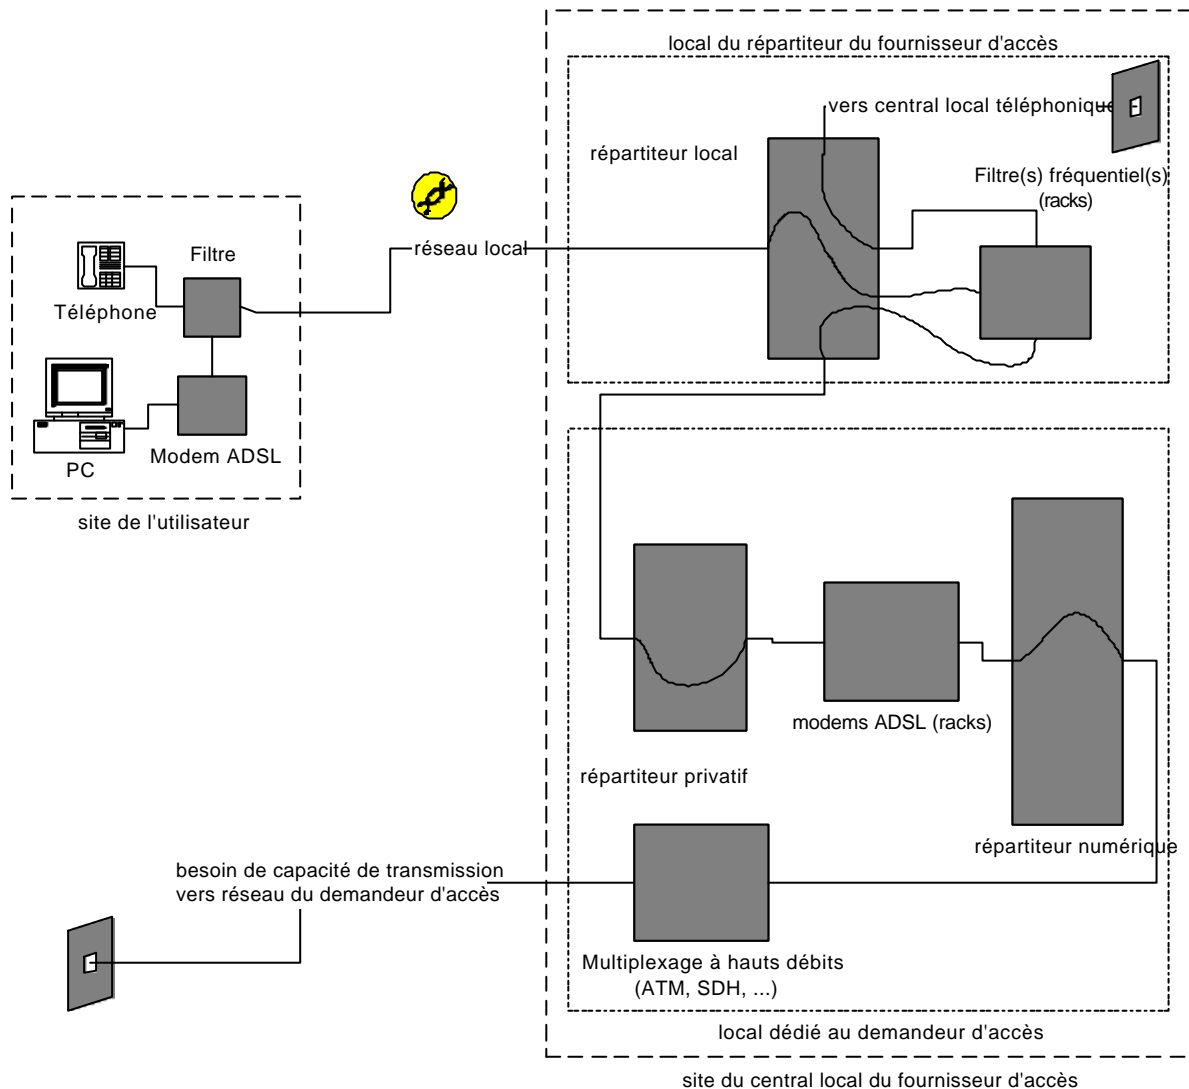 local du répartiteur du fournisseur d'accès
vers central local téléphoniqu
répartiteur local
Filtre(s) fréquentiel(s)
(racks)
réseau local
Filtre
Téléphone
Modem ADSL
PC
site de l'utilisateur
modems ADSL (racks)
répartiteur privatif
répartiteur numérique
besoin de capacité de transmission
vers réseau du demandeur d'accès
Multiplexage à hauts débits
(ATM, SDH, ...)
local dédié au demandeur d'accès
site du central local du fournisseur d'accès